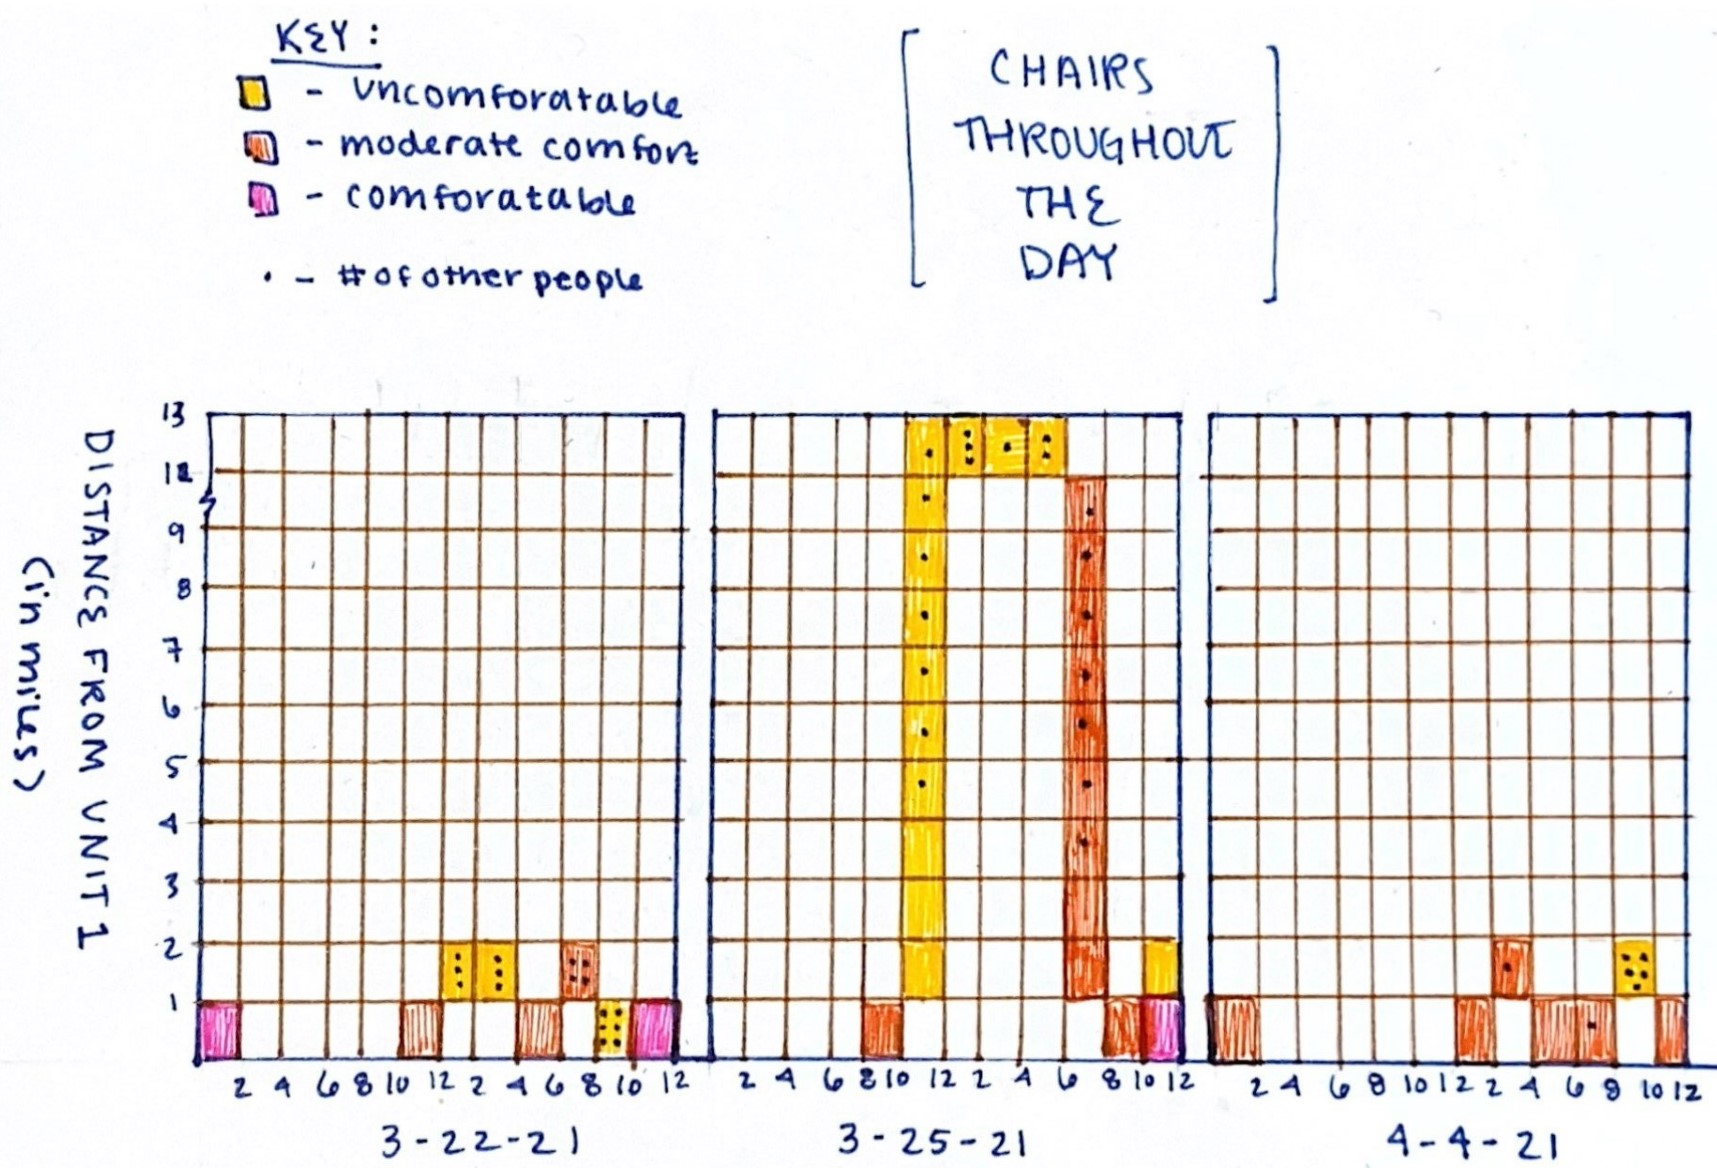 KEY:
- uncomforatable
- moderate comfort
- comforatable
. - # of other people
CHAIRS
THROUGHOUT
THE
DAY
DISTANCE FROM UNIT 1
(in miles)
13
12
9
8
7
6
5
4
3
2
1
2 4 6 8 10 12 2 4 6 8 10 12
2 4 6 8 10 12 2 4 6 8 10 12
2 4 6 8 10 12 2 4 6 8 10 12
3-22-21
3-25-21
4-4-21